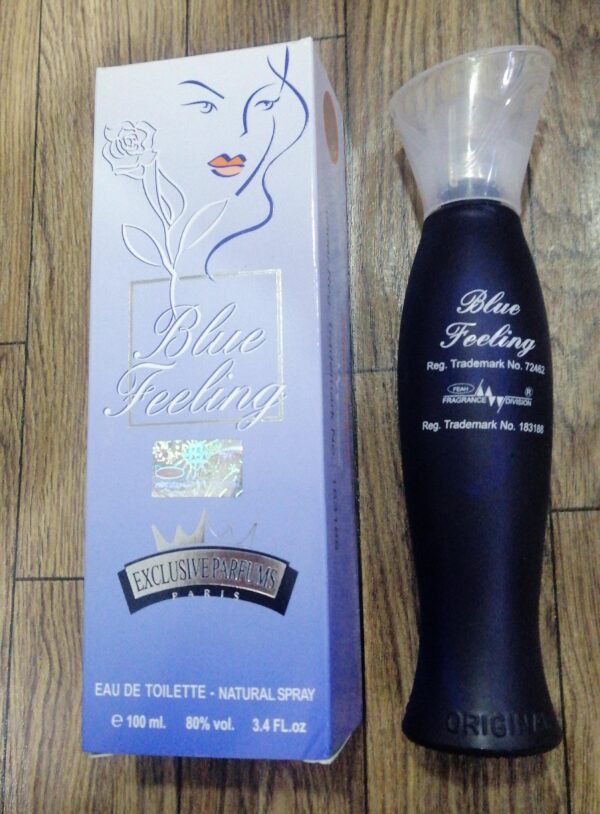 Blue
Feeling
EXCLUSIVE PARFUMS
PARIS
EAU DE TOILETTE - NATURAL SPRAY
e 100 ml. 80% vol. 3.4 FL.oz
Blue
Feeling
Reg. Trademark No. 72462
FEAH
FRAGRANCE DIVISION ®
Reg. Trademark No. 183186